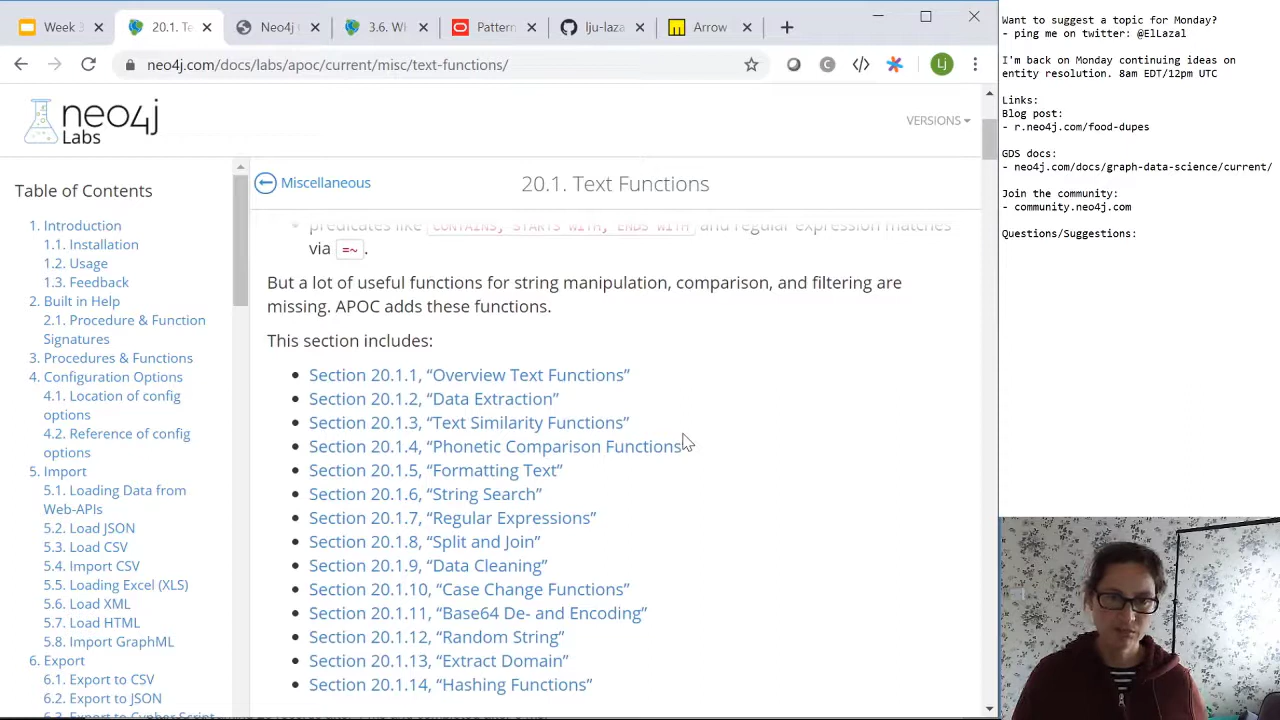 Week 3
20.1. Te
Neo4j
3.6. Wi
Pattern
lju-laza
Arrow
neo4j.com/docs/labs/apoc/current/misc/text-functions/
Lj
neo4j
Labs
VERSIONS
Table of Contents
1. Introduction
1.1. Installation
1.2. Usage
1.3. Feedback
2. Built in Help
2.1. Procedure & Function
Signatures
3. Procedures & Functions
4. Configuration Options
4.1. Location of config
options
4.2. Reference of config
options
5. Import
5.1. Loading Data from
Web-APIs
5.2. Load JSON
5.3. Load CSV
5.4. Import CSV
5.5. Loading Excel (XLS)
5.6. Load XML
5.7. Load HTML
5.8. Import GraphML
6. Export
6.1. Export to CSV
6.2. Export to JSON
6.3. Export to Cypher Script
Miscellaneous
20.1. Text Functions
predicates like CONTAINS, STARTS WITH, ENDS WITH and regular expression matches
via =~.
But a lot of useful functions for string manipulation, comparison, and filtering are
missing. APOC adds these functions.
This section includes:
Section 20.1.1, “Overview Text Functions”
Section 20.1.2, “Data Extraction”
Section 20.1.3, “Text Similarity Functions”
Section 20.1.4, “Phonetic Comparison Functions
Section 20.1.5, “Formatting Text”
Section 20.1.6, “String Search”
Section 20.1.7, “Regular Expressions”
Section 20.1.8, “Split and Join”
Section 20.1.9, “Data Cleaning”
Section 20.1.10, “Case Change Functions”
Section 20.1.11, “Base64 De- and Encoding”
Section 20.1.12, “Random String”
Section 20.1.13, “Extract Domain”
Section 20.1.14, “Hashing Functions”
Want to suggest a topic for Monday?
- ping me on twitter: @ElLazal
I'm back on Monday continuing ideas on
entity resolution. 8am EDT/12pm UTC
Links:
Blog post:
- r.neo4j.com/food-dupes
GDS docs:
- neo4j.com/docs/graph-data-science/current/
Join the community:
- community.neo4j.com
Questions/Suggestions: